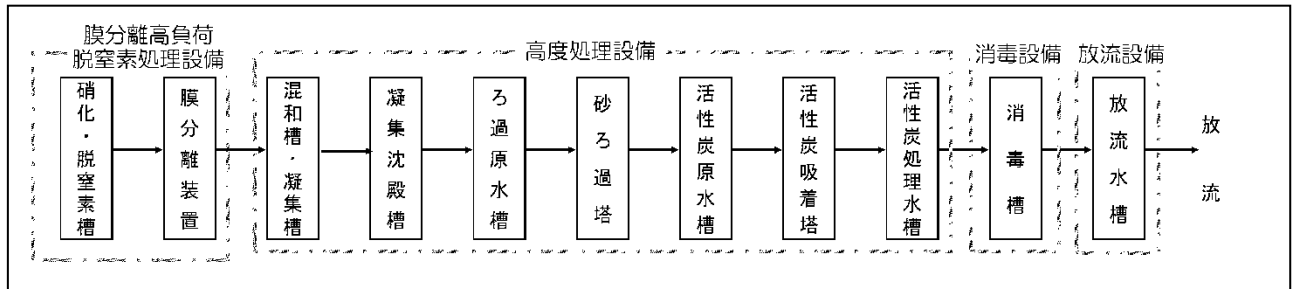 膜分離高負荷
脱窒素処理設備
高度処理設備
消毒設備
放流設備
硝化・脱窒素槽
膜分離装置
混和槽・凝集槽
凝集沈殿槽
ろ過原水槽
砂ろ過塔
活性炭原水槽
活性炭吸着塔
活性炭処理水槽
消毒槽
放流水槽
放流